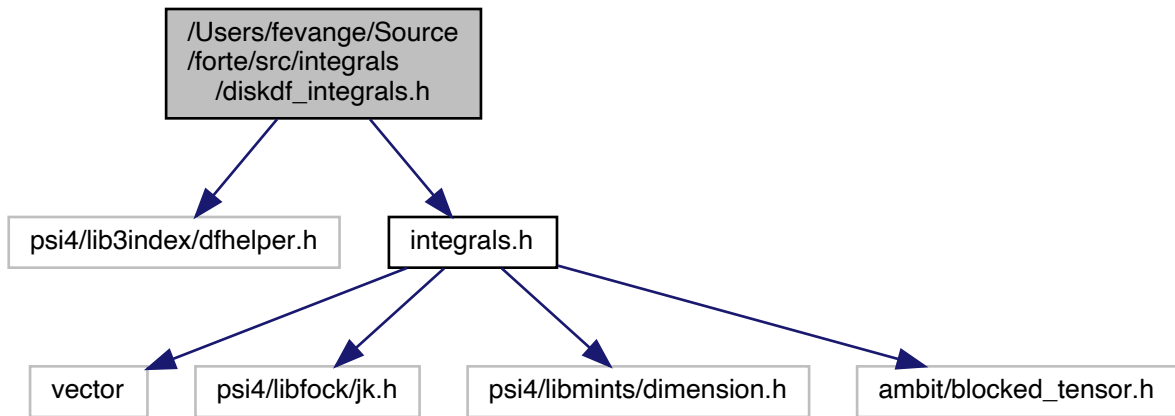 /Users/fevange/Source
/forte/src/integrals
/diskdf_integrals.h
psi4/lib3index/dfhelper.h
integrals.h
vector
psi4/libfock/jk.h
psi4/libmints/dimension.h
ambit/blocked_tensor.h